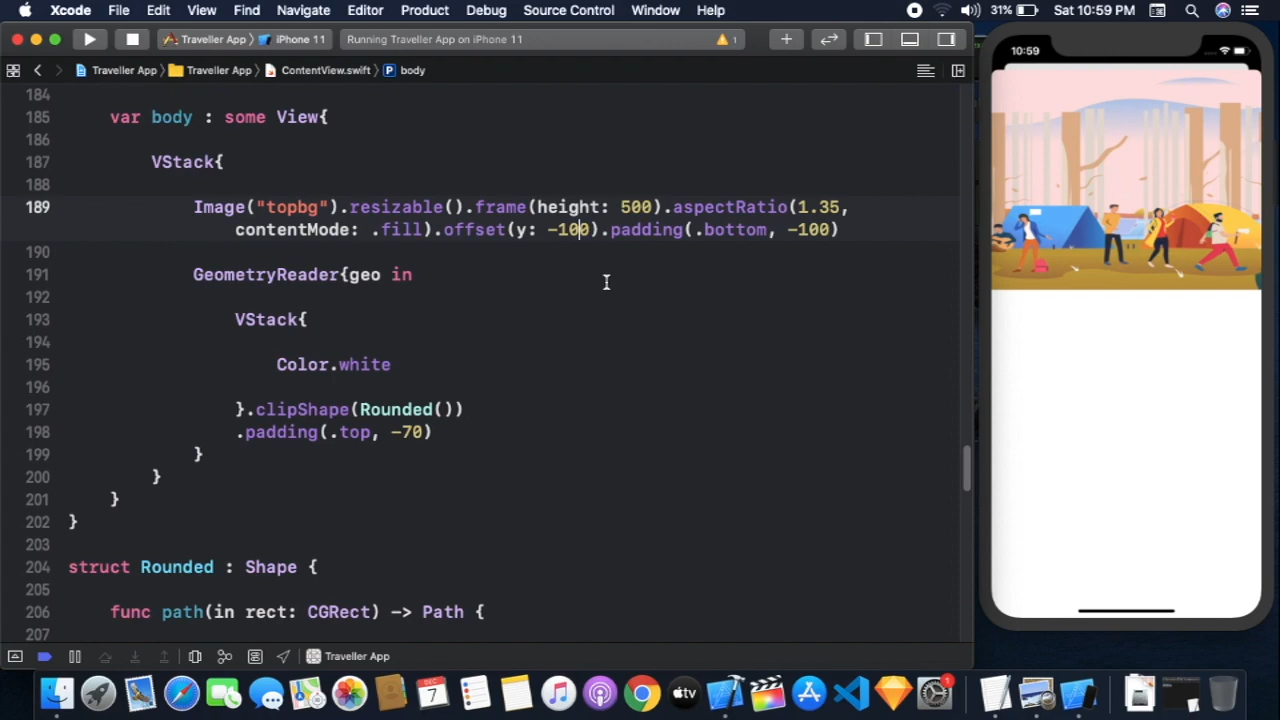 Xcode File Edit View Find Navigate Editor Product Debug Source Control Window Help 31% Sat 10:59 PM
Traveller App iPhone 11 Running Traveller App on iPhone 11 1
Traveller App Traveller App ContentView.swift P body
10:59
184
185 var body : some View{
186
187 VStack{
188
189 Image("topbg").resizable().frame(height: 500).aspectRatio(1.35,
contentMode: .fill).offset(y: -100).padding(.bottom, -100)
190
191 GeometryReader{geo in
192
193 VStack{
194
195 Color.white
196
197 }.clipShape(Rounded())
198 .padding(.top, -70)
199 }
200 }
201 }
202 }
203
204 struct Rounded : Shape {
205
206 func path(in rect: CGRect) -> Path {
207
Traveller App
DEC
7
tv
1